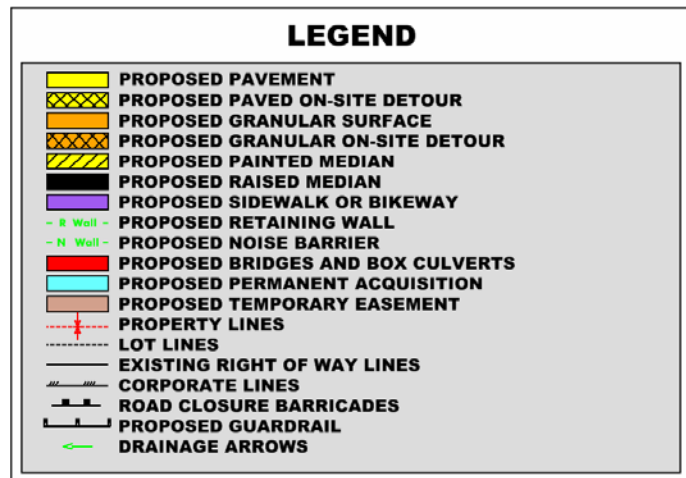 LEGEND
PROPOSED PAVEMENT
PROPOSED PAVED ON-SITE DETOUR
PROPOSED GRANULAR SURFACE
PROPOSED GRANULAR ON-SITE DETOUR
PROPOSED PAINTED MEDIAN
PROPOSED RAISED MEDIAN
PROPOSED SIDEWALK OR BIKEWAY
- R Wall - PROPOSED RETAINING WALL
- N Wall - PROPOSED NOISE BARRIER
PROPOSED BRIDGES AND BOX CULVERTS
PROPOSED PERMANENT ACQUISITION
PROPOSED TEMPORARY EASEMENT
PROPERTY LINES
LOT LINES
EXISTING RIGHT OF WAY LINES
CORPORATE LINES
ROAD CLOSURE BARRICADES
PROPOSED GUARDRAIL
DRAINAGE ARROWS